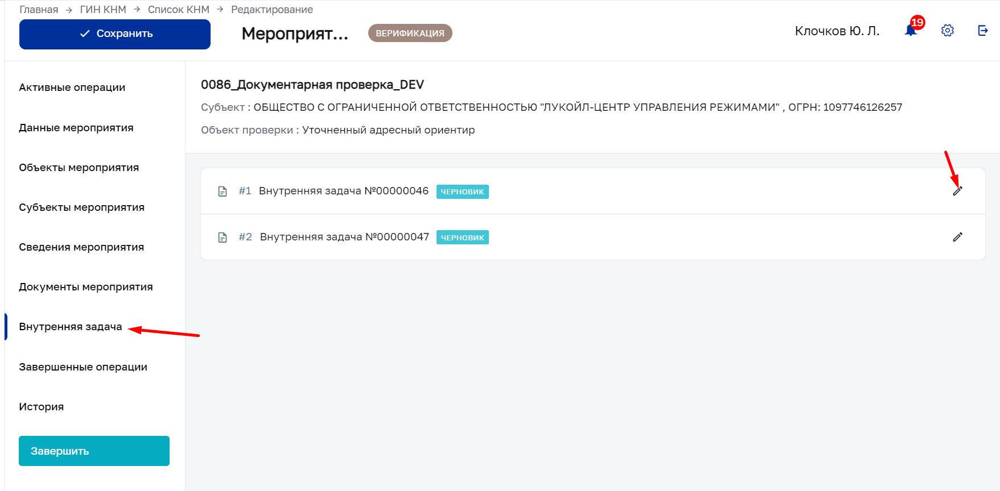 Главная → ГИН КНМ → Список КНМ → Редактирование
Сохранить
Мероприят...
ВЕРИФИКАЦИЯ
Клочков Ю. Л.
19
Активные операции
Данные мероприятия
Объекты мероприятия
Субъекты мероприятия
Сведения мероприятия
Документы мероприятия
Внутренняя задача
Завершенные операции
История
Завершить
0086_Документарная проверка_DEV
Субъект : ОБЩЕСТВО С ОГРАНИЧЕННОЙ ОТВЕТСТВЕННОСТЬЮ "ЛУКОЙЛ-ЦЕНТР УПРАВЛЕНИЯ РЕЖИМАМИ" , ОГРН: 1097746126257
Объект проверки : Уточненный адресный ориентир
#1 Внутренняя задача №00000046 ЧЕРНОВИК
#2 Внутренняя задача №00000047 ЧЕРНОВИК